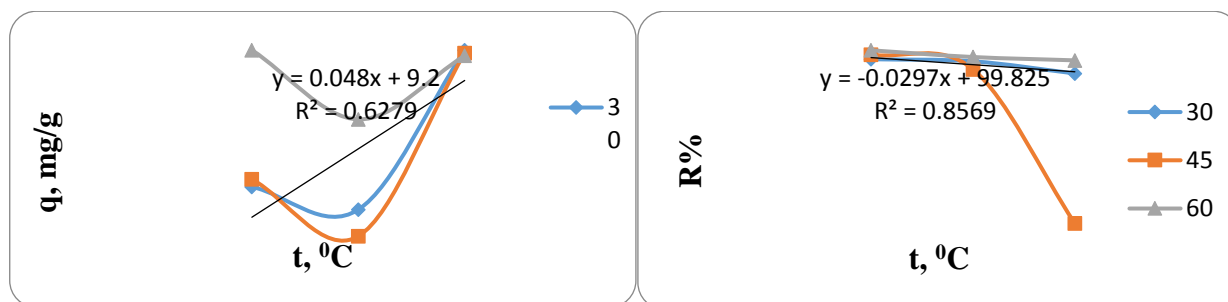 y = 0.048x + 9.2
R² = 0.6279
q, mg/g
t, ⁰C
3
0
y = -0.0297x + 99.825
R² = 0.8569
R%
t, ⁰C
30
45
60